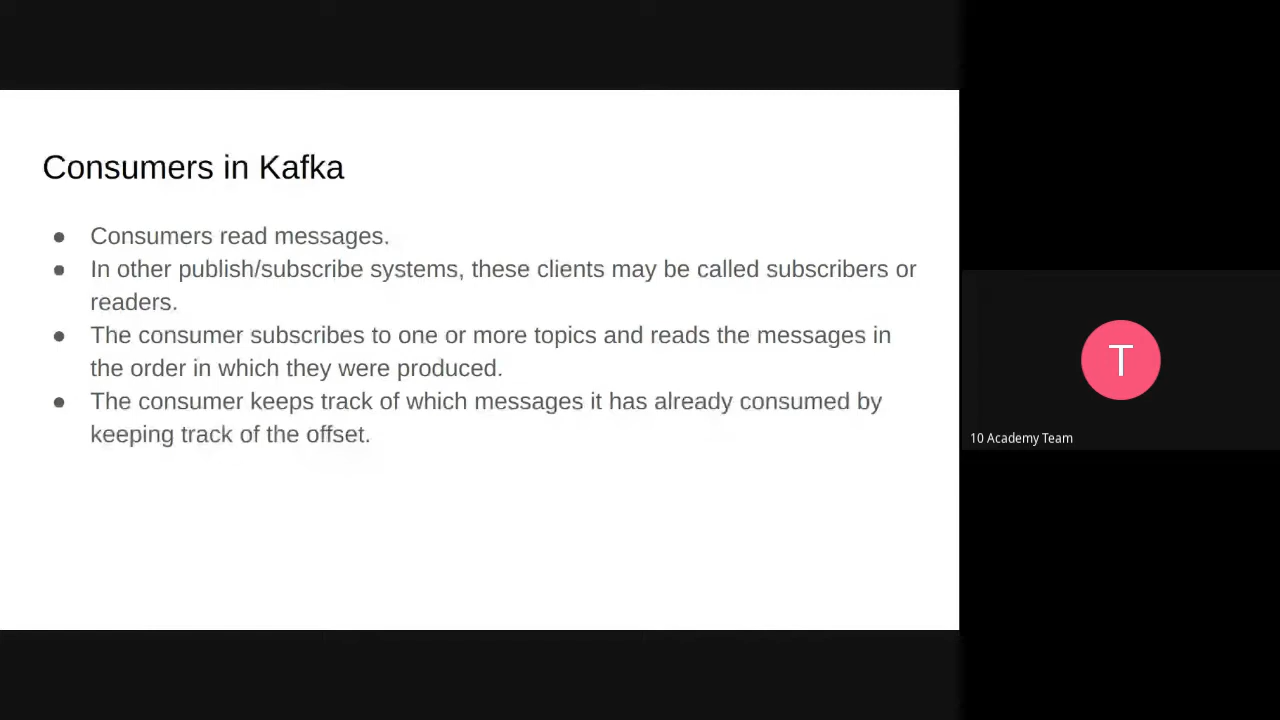 Consumers in Kafka
● Consumers read messages.
● In other publish/subscribe systems, these clients may be called subscribers or
readers.
● The consumer subscribes to one or more topics and reads the messages in
the order in which they were produced.
● The consumer keeps track of which messages it has already consumed by
keeping track of the offset.
T
10 Academy Team